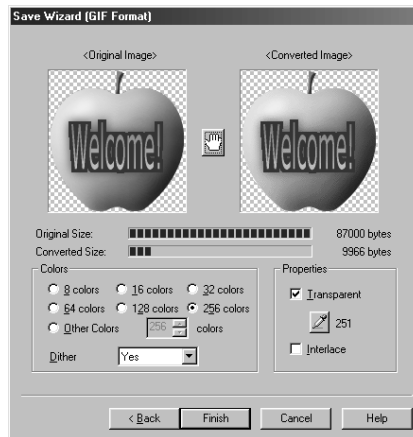 Save Wizard (GIF Format)
<Original Image> <Converted Image>
Welcome! Welcome!
Original Size: 87000 bytes
Converted Size: 9966 bytes
Colors Properties
8 colors 16 colors 32 colors
64 colors 128 colors 256 colors
Other Colors 256 colors
Dither Yes
Transparent
251
Interlace
< Back Finish Cancel Help